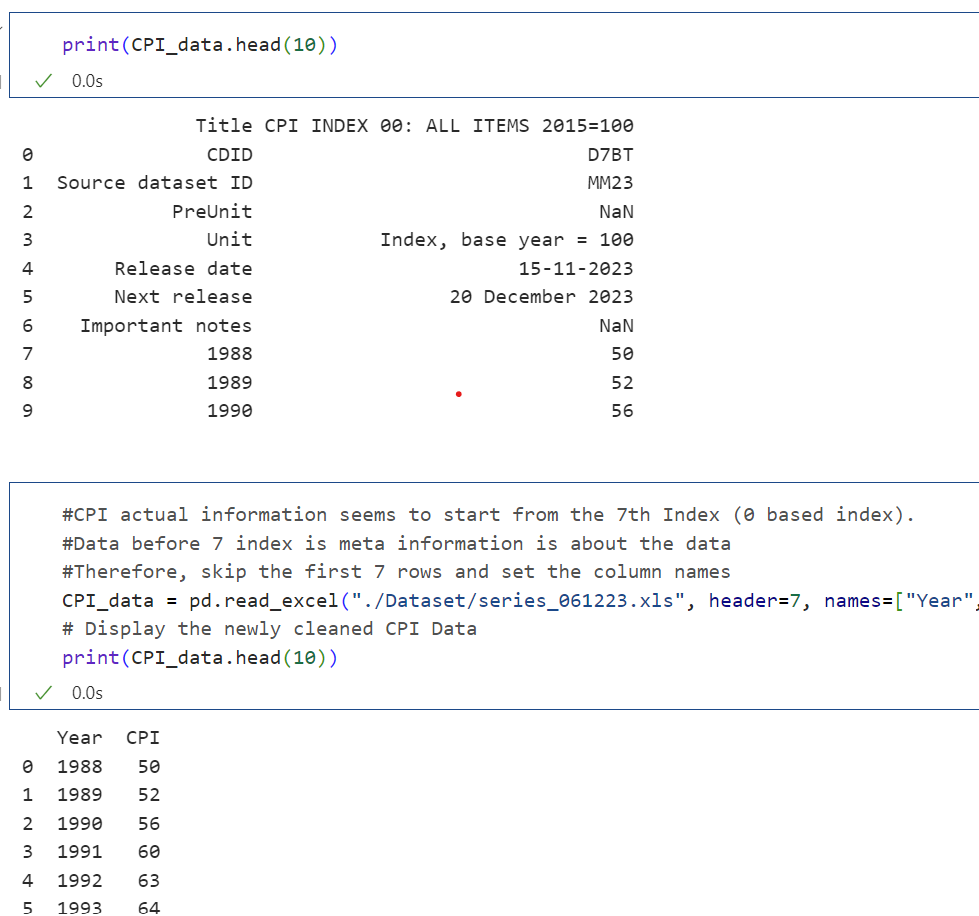 print(CPI_data.head(10))
0.0s
Title CPI INDEX 00: ALL ITEMS 2015=100
0 CDID D7BT
1 Source dataset ID MM23
2 PreUnit NaN
3 Unit Index, base year = 100
4 Release date 15-11-2023
5 Next release 20 December 2023
6 Important notes NaN
7 1988 50
8 1989 52
9 1990 56
#CPI actual information seems to start from the 7th Index (0 based index).
#Data before 7 index is meta information is about the data
#Therefore, skip the first 7 rows and set the column names
CPI_data = pd.read_excel("./Dataset/series_061223.xls", header=7, names=["Year",
# Display the newly cleaned CPI Data
print(CPI_data.head(10))
0.0s
Year CPI
0 1988 50
1 1989 52
2 1990 56
3 1991 60
4 1992 63
5 1993 64